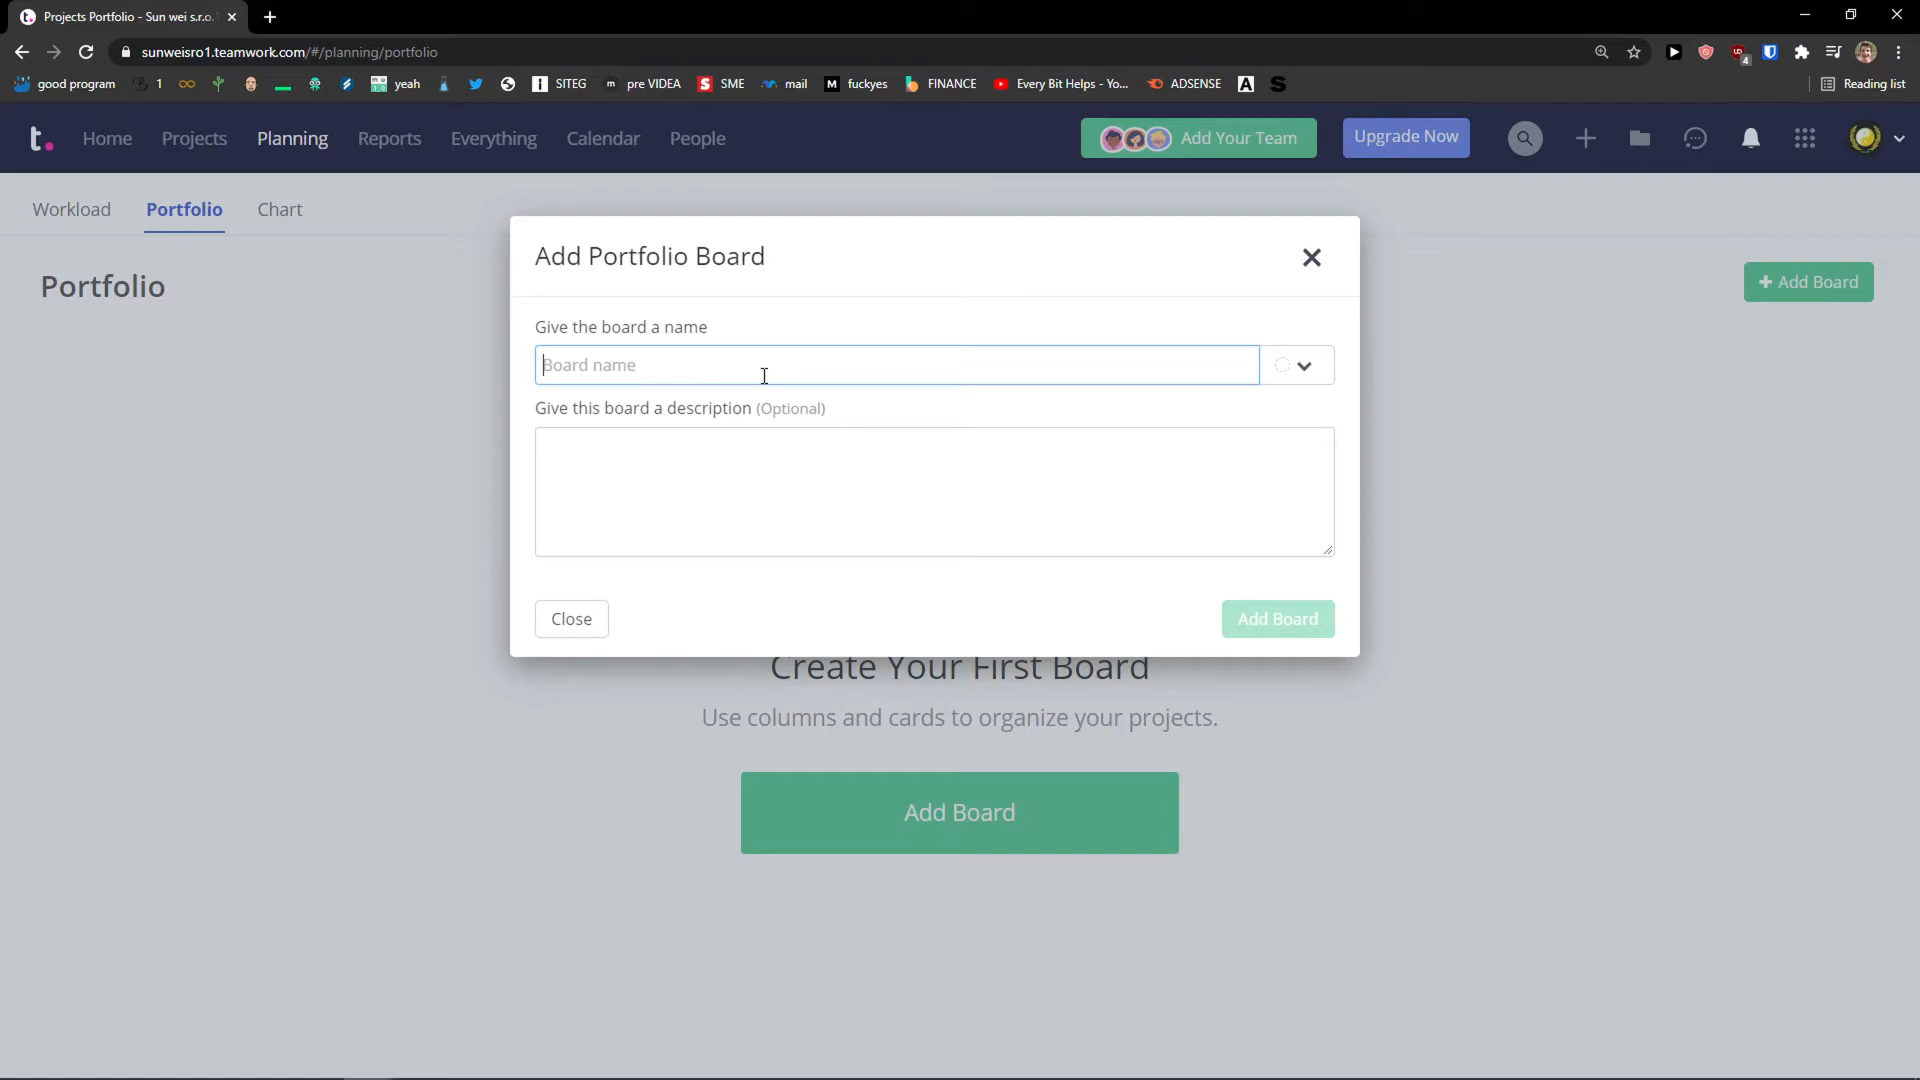 Projects Portfolio - Sun wei s.r.o.
sunweisro1.teamwork.com/#/planning/portfolio
4
good program
1
yeah
SITEG
m
pre VIDEA
S
SME
mail
M
fuckyes
FINANCE
Every Bit Helps - Yo...
ADSENSE
A
S
Reading list
t.
Home
Projects
Planning
Reports
Everything
Calendar
People
Add Your Team
Upgrade Now
Workload
Portfolio
Chart
Portfolio
+ Add Board
Add Portfolio Board
Give the board a name
Board name
Give this board a description (Optional)
Close
Add Board
Create Your First Board
Use columns and cards to organize your projects.
Add Board